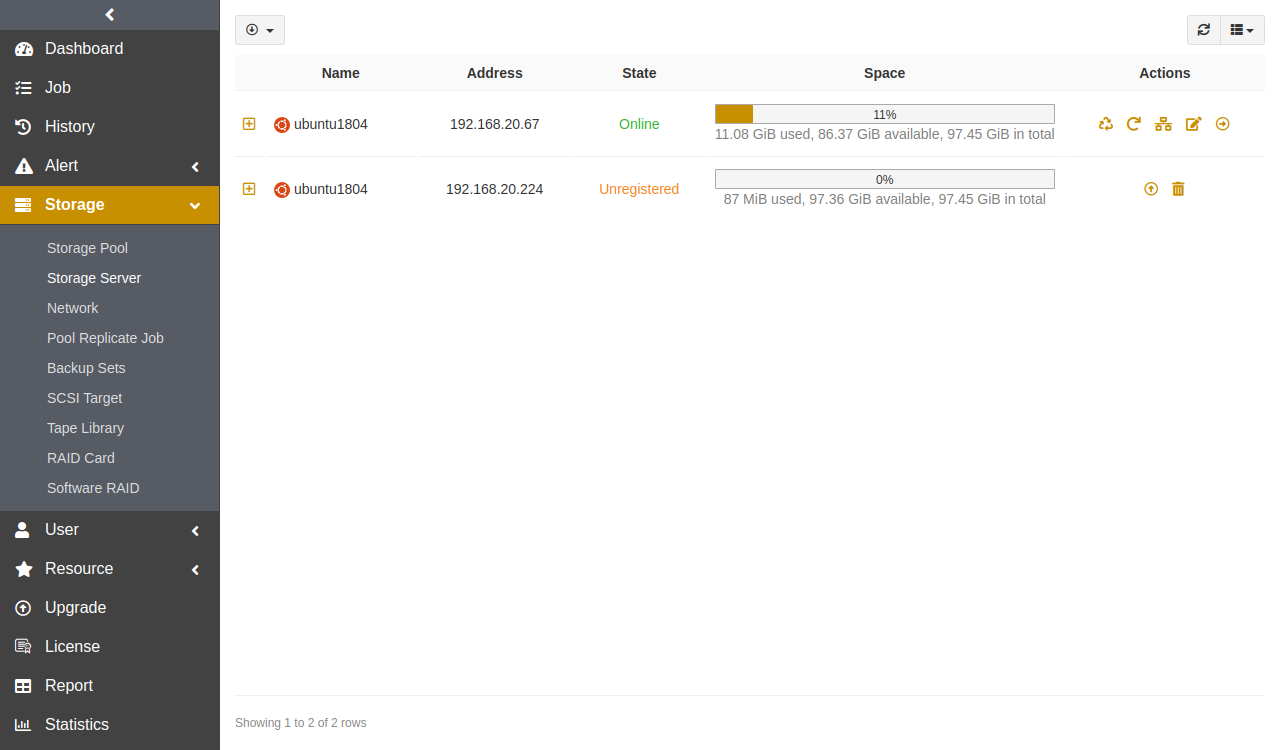 Dashboard
Job
History
Alert
Storage
Storage Pool
Storage Server
Network
Pool Replicate Job
Backup Sets
SCSI Target
Tape Library
RAID Card
Software RAID
User
Resource
Upgrade
License
Report
Statistics
Name Address State Space Actions
ubuntu1804 192.168.20.67 Online 11%
11.08 GiB used, 86.37 GiB available, 97.45 GiB in total
ubuntu1804 192.168.20.224 Unregistered 0%
87 MiB used, 97.36 GiB available, 97.45 GiB in total
Showing 1 to 2 of 2 rows